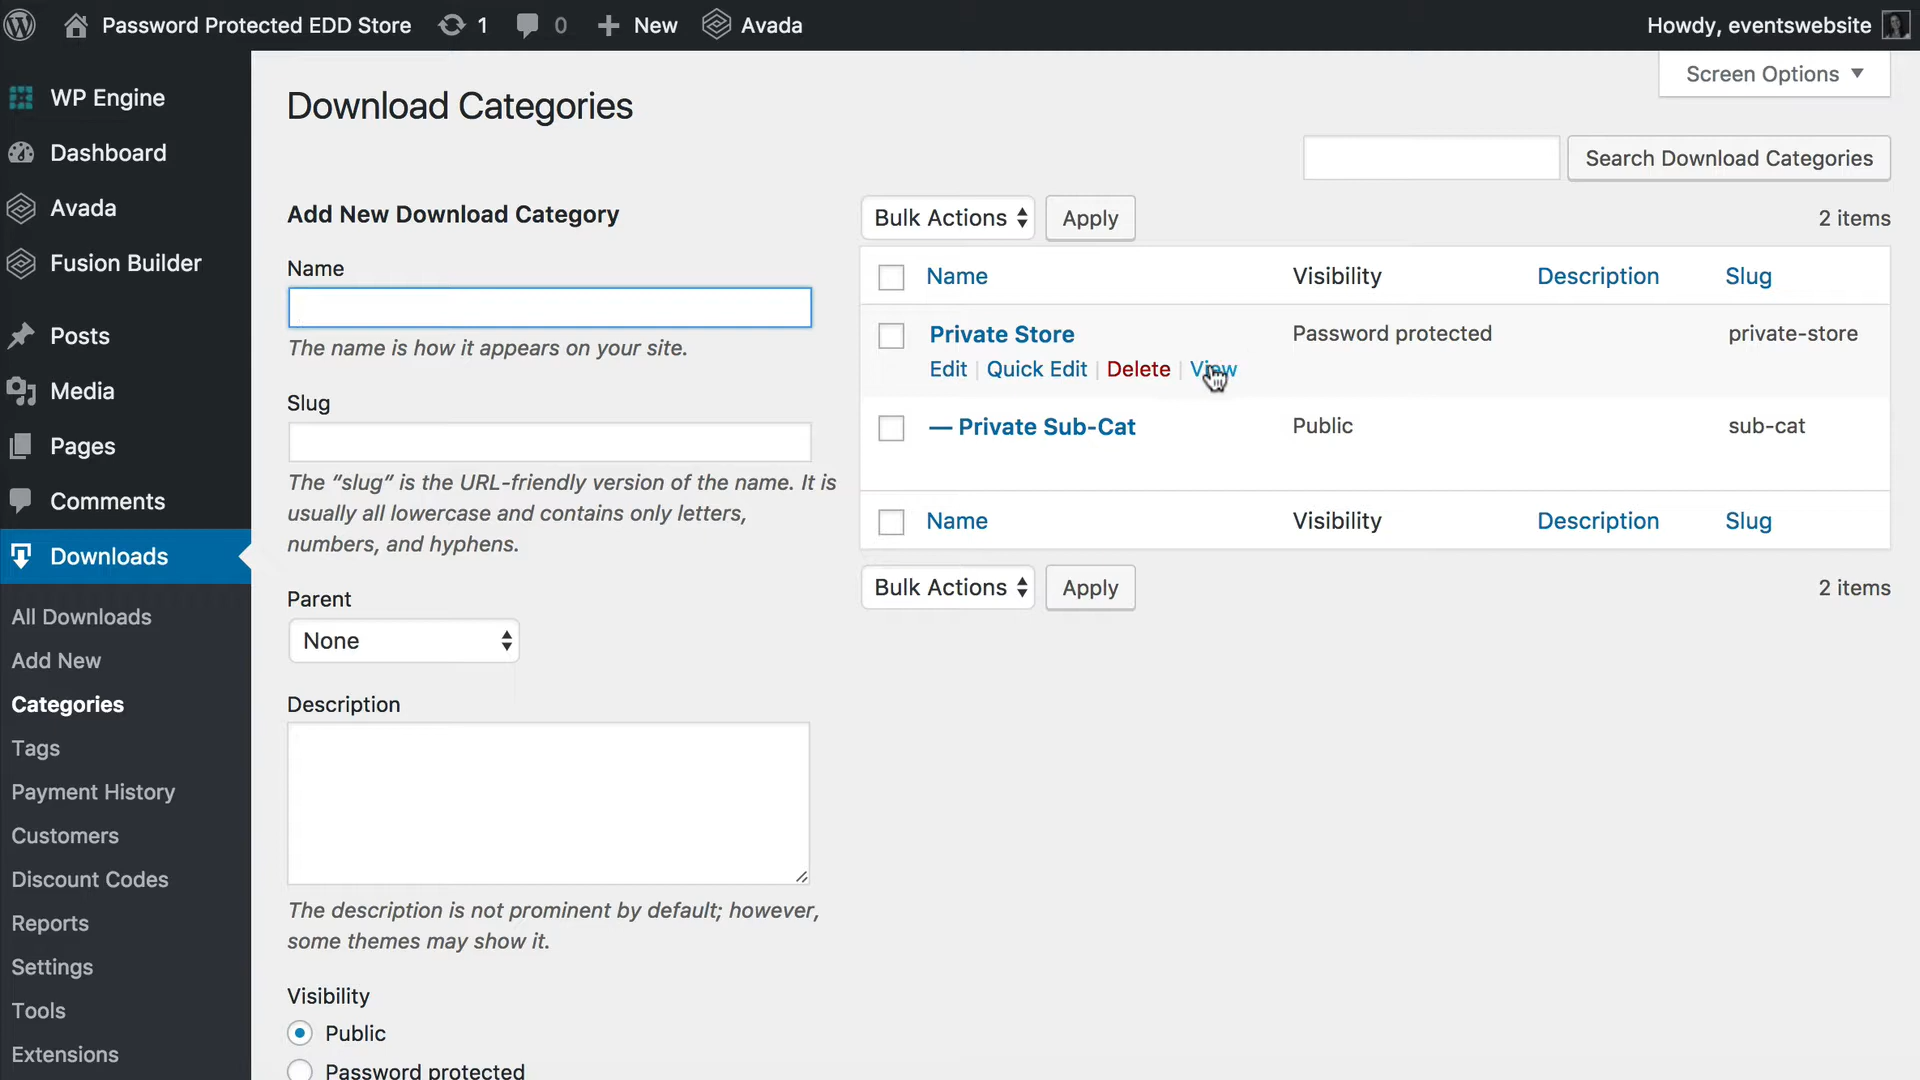 Password Protected EDD Store 1 0 New Avada Howdy, eventswebsite
Screen Options
WP Engine
Dashboard
Avada
Fusion Builder
Posts
Media
Pages
Comments
Downloads
All Downloads
Add New
Categories
Tags
Payment History
Customers
Discount Codes
Reports
Settings
Tools
Extensions
Download Categories
Search Download Categories
Add New Download Category
Name
The name is how it appears on your site.
Slug
The “slug” is the URL-friendly version of the name. It is
usually all lowercase and contains only letters,
numbers, and hyphens.
Parent
None
Description
The description is not prominent by default; however,
some themes may show it.
Visibility
Public
Password protected
Bulk Actions Apply 2 items
Name Visibility Description Slug
Private Store Password protected private-store
Edit | Quick Edit | Delete | View
— Private Sub-Cat Public sub-cat
Name Visibility Description Slug
Bulk Actions Apply 2 items